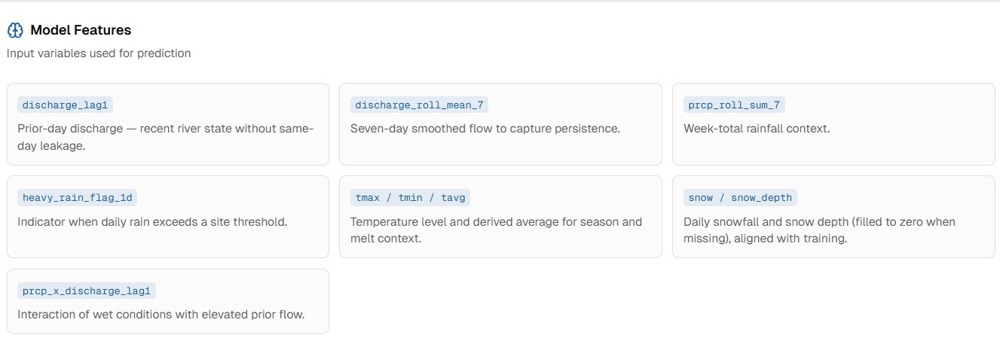 Model Features
Input variables used for prediction
discharge_lag1
Prior-day discharge — recent river state without same-
day leakage.
discharge_roll_mean_7
Seven-day smoothed flow to capture persistence.
prcp_roll_sum_7
Week-total rainfall context.
heavy_rain_flag_1d
Indicator when daily rain exceeds a site threshold.
tmax / tmin / tavg
Temperature level and derived average for season and
melt context.
snow / snow_depth
Daily snowfall and snow depth (filled to zero when
missing), aligned with training.
prcp_x_discharge_lag1
Interaction of wet conditions with elevated prior flow.